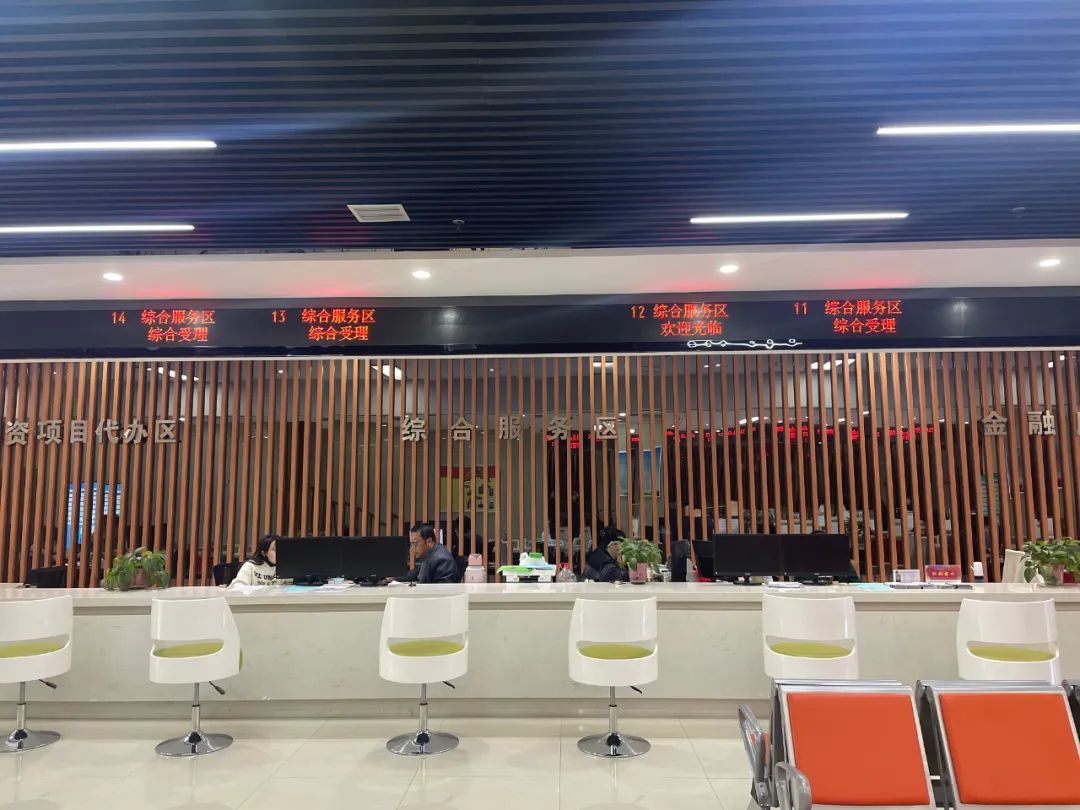 14 综合服务区
综合受理
13 综合服务区
综合受理
12 综合服务区
欢迎光临
11 综合服务区
综合受理
资项目代办区
综合服务区
金融